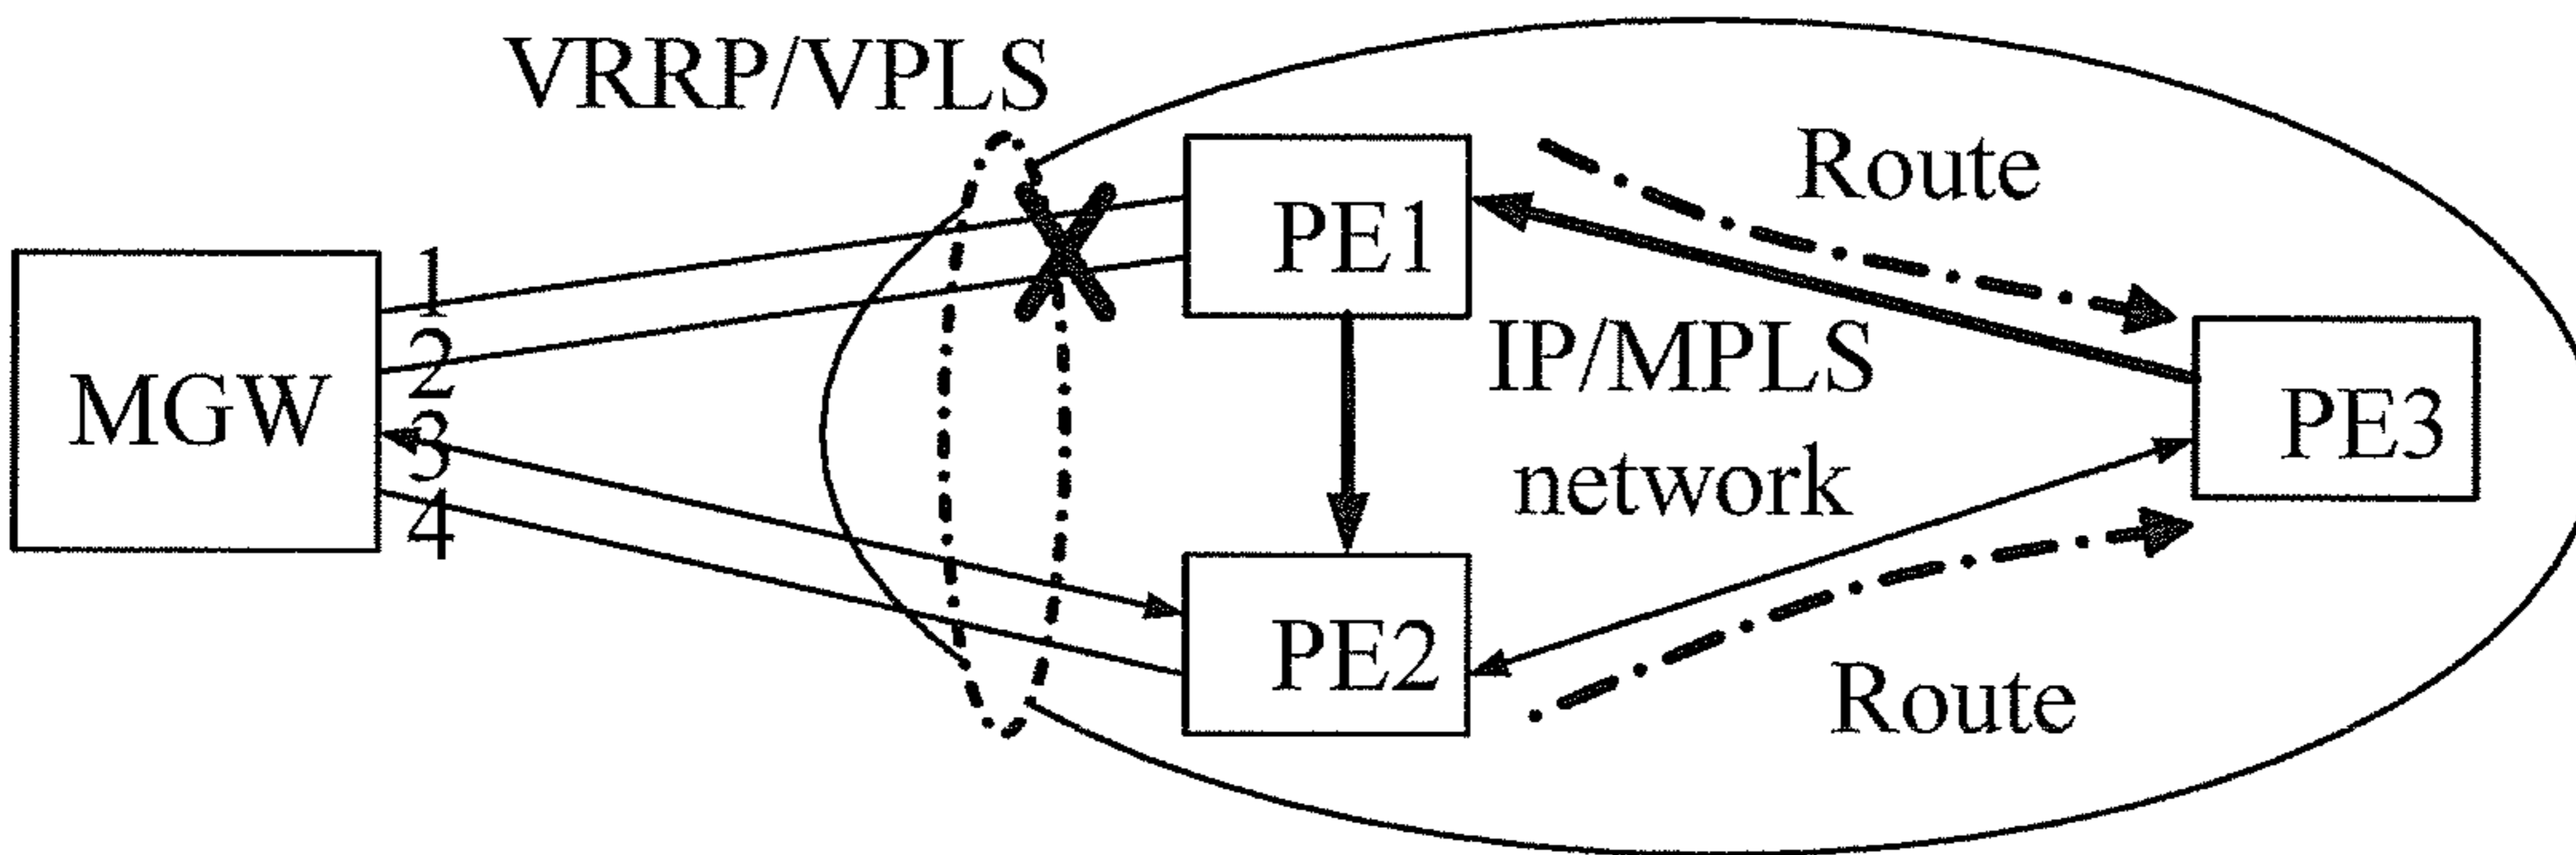 VRRP/VPLS
Route
PE1
1
2
MGW
3
4
IP/MPLS
network
PE3
PE2
Route